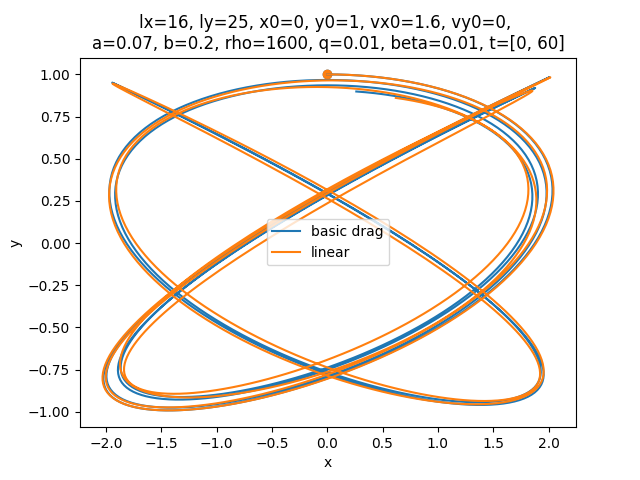 lx=16, ly=25, x0=0, y0=1, vx0=1.6, vy0=0,
a=0.07, b=0.2, rho=1600, q=0.01, beta=0.01, t=[0, 60]
1.00
0.75
0.50
0.25
0.00
−0.25
−0.50
−0.75
−1.00
y
basic drag
linear
−2.0 −1.5 −1.0 −0.5 0.0 0.5 1.0 1.5 2.0
x